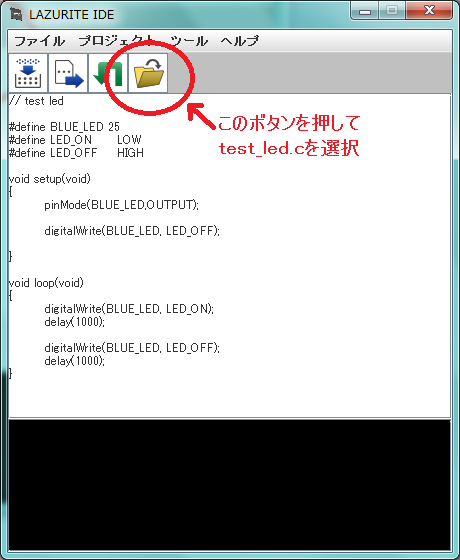 LAZURITE IDE
ファイル プロジェクト ツール ヘルプ
// test led
#define BLUE_LED 25
#define LED_ON LOW
#define LED_OFF HIGH
void setup(void)
{
pinMode(BLUE_LED,OUTPUT);
digitalWrite(BLUE_LED, LED_OFF);
}
void loop(void)
{
digitalWrite(BLUE_LED, LED_ON);
delay(1000);
digitalWrite(BLUE_LED, LED_OFF);
delay(1000);
}
このボタンを押して
test_led.cを選択